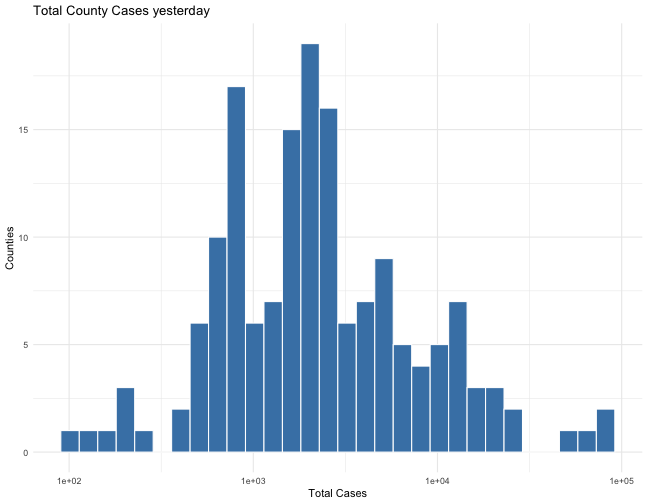 Total County Cases yesterday
15
10
5
0
Counties
1e+02 1e+03 1e+04 1e+05
Total Cases